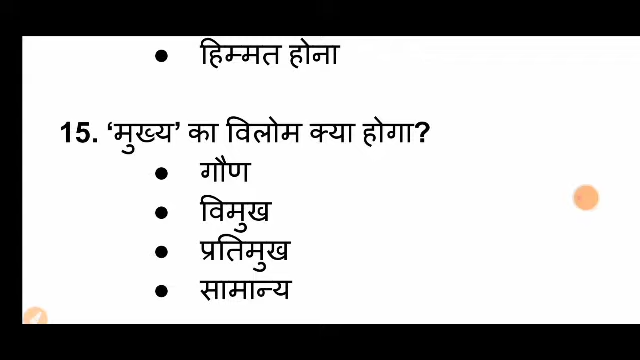 ● हिम्मत होना
15. ‘मुख्य’ का विलोम क्या होगा?
● गौण
● विमुख
● प्रतिमुख
● सामान्य